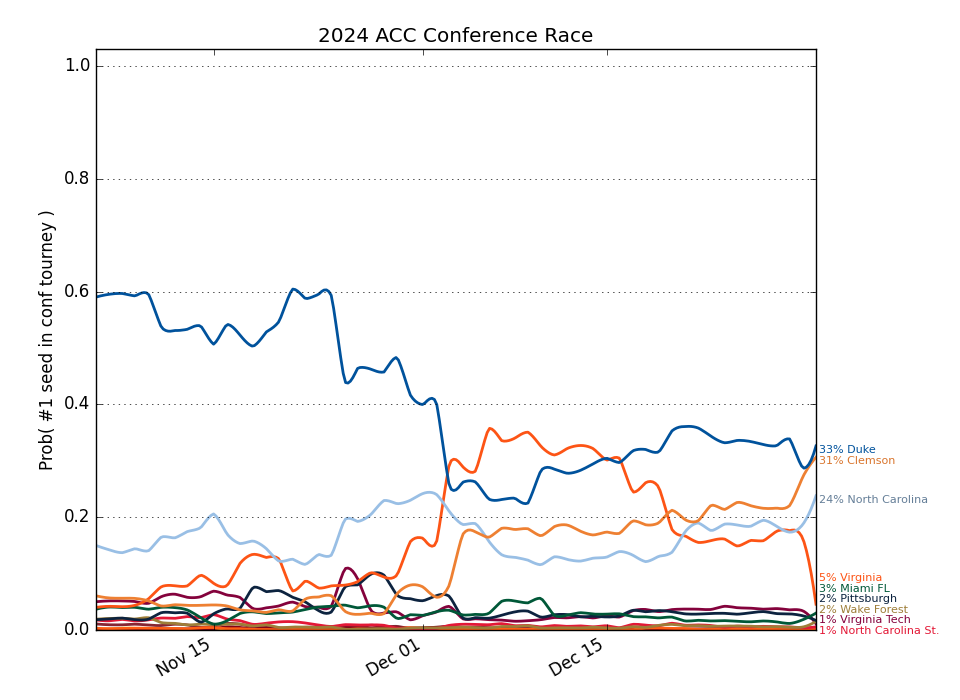 2024 ACC Conference Race
Prob( #1 seed in conf tourney )
1.0
0.8
0.6
0.4
0.2
0.0
Nov 15
Dec 01
Dec 15
33% Duke
31% Clemson
24% North Carolina
5% Virginia
3% Miami FL
2% Pittsburgh
2% Wake Forest
1% Virginia Tech
1% North Carolina St.